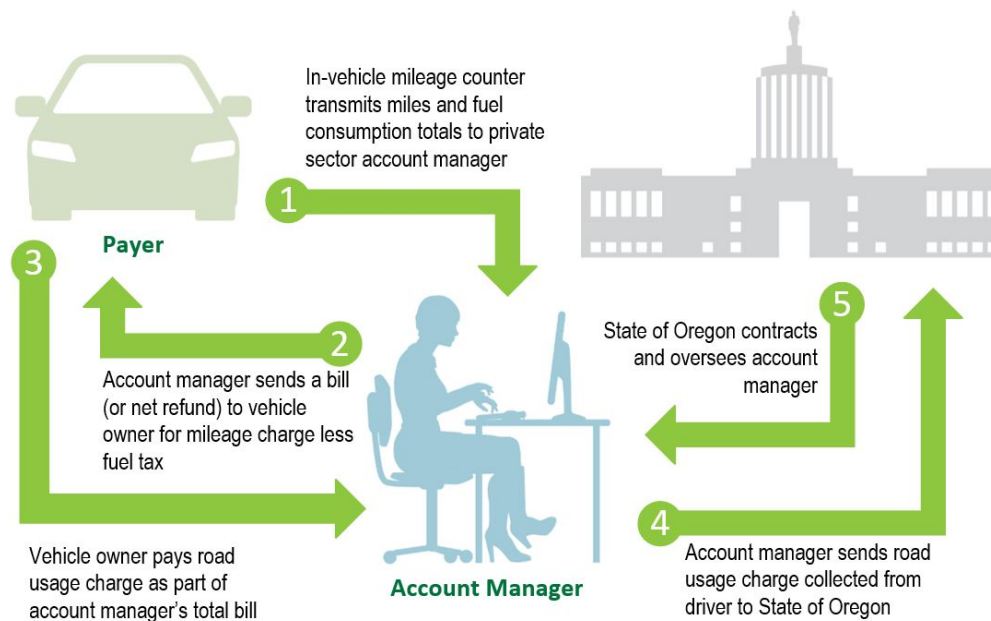 In-vehicle mileage counter
transmits miles and fuel
consumption totals to private
sector account manager
1
Payer
3
2
Account manager sends a bill
(or net refund) to vehicle
owner for mileage charge less
fuel tax
5
State of Oregon contracts
and oversees account
manager
4
Vehicle owner pays road
usage charge as part of
account manager’s total bill
Account Manager
Account manager sends road
usage charge collected from
driver to State of Oregon